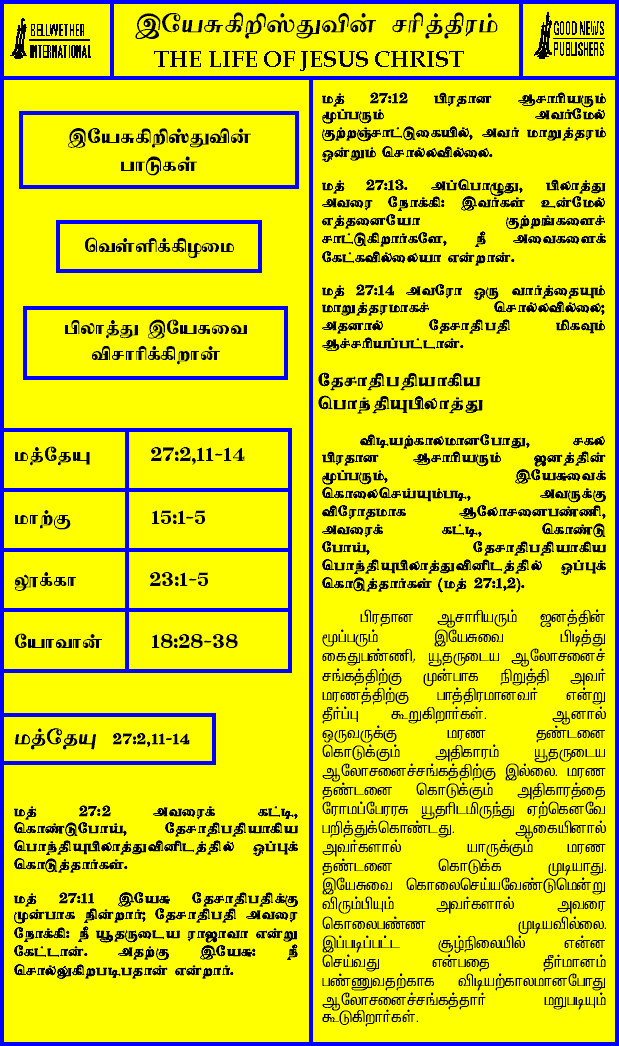 BELLWETHER
INTERNATIONAL
இயேசுகிறிஸ்துவின் சரித்திரம்
THE LIFE OF JESUS CHRIST
GOOD NEWS
PUBLISHERS
இயேசுகிறிஸ்துவின்
பாடுகள்
வெள்ளிக்கிழமை
பிலாத்து இயேசுவை
விசாரிக்கிறான்
மத்தேயு 27:2,11-14
மாற்கு 15:1-5
லூக்கா 23:1-5
யோவான் 18:28-38
மத்தேயு 27:2,11-14
மத் 27:2 அவரைக் கட்டி,
கொண்டுபோய், தேசாதிபதியாகிய
பொந்தியுபிலாத்துவினிடத்தில் ஒப்புக்
கொடுத்தார்கள்.
மத் 27:11 இயேசு தேசாதிபதிக்கு
முன்பாக நின்றார்; தேசாதிபதி அவரை
நோக்கி: நீ யூதருடைய ராஜாவா என்று
கேட்டான். அதற்கு இயேசு: நீ
சொல்லுகிறபடிதான் என்றார்.
மத் 27:12 பிரதான ஆசாரியரும்
மூப்பரும் அவர்மேல்
குற்றஞ்சாட்டுகையில், அவர் மாறுத்தரம்
ஒன்றும் சொல்லவில்லை.
மத் 27:13. அப்பொழுது, பிலாத்து
அவரை நோக்கி: இவர்கள் உன்மேல்
எத்தனையோ குற்றங்களைச்
சாட்டுகிறார்களே, நீ அவைகளைக்
கேட்கவில்லையா என்றான்.
மத் 27:14 அவரோ ஒரு வார்த்தையும்
மாறுத்தரமாகச் சொல்லவில்லை;
அதனால் தேசாதிபதி மிகவும்
ஆச்சரியப்பட்டான்.
தேசாதிபதியாகிய
பொந்தியுபிலாத்து
விடியற்காலமானபோது, சகல
பிரதான ஆசாரியரும் ஜனத்தின்
மூப்பரும், இயேசுவைக்
கொலைசெய்யும்படி, அவருக்கு
விரோதமாக ஆலோசனைபண்ணி,
அவரைக் கட்டி, கொண்டு
போய், தேசாதிபதியாகிய
பொந்தியுபிலாத்துவினிடத்தில் ஒப்புக்
கொடுத்தார்கள் (மத் 27:1,2).
பிரதான ஆசாரியரும் ஜனத்தின்
மூப்பரும் இயேசுவை பிடித்து
கைதுபண்ணி, யூதருடைய ஆலோசனைச்
சங்கத்திற்கு முன்பாக நிறுத்தி அவர்
மரணத்திற்கு பாத்திரமானவர் என்று
தீர்ப்பு கூறுகிறார்கள். ஆனால்
ஒருவருக்கு மரண தண்டனை
கொடுக்கும் அதிகாரம் யூதருடைய
ஆலோசனைச்சங்கத்திற்கு இல்லை. மரண
தண்டனை கொடுக்கும் அதிகாரத்தை
ரோமப்பேரரசு யூதரிடமிருந்து ஏற்கெனவே
பறித்துக்கொண்டது. ஆகையினால்
அவர்களால் யாருக்கும் மரண
தண்டனை கொடுக்க முடியாது.
இயேசுவை கொலைசெய்யவேண்டுமென்று
விரும்பியும் அவர்களால் அவரை
கொலைபண்ண முடியவில்லை.
இப்படிப்பட்ட சூழ்நிலையில் என்ன
செய்வது என்பதை தீர்மானம்
பண்ணுவதற்காக விடியற்காலமானபோது
ஆலோசனைச்சங்கத்தார் மறுபடியும்
கூடுகிறார்கள்.